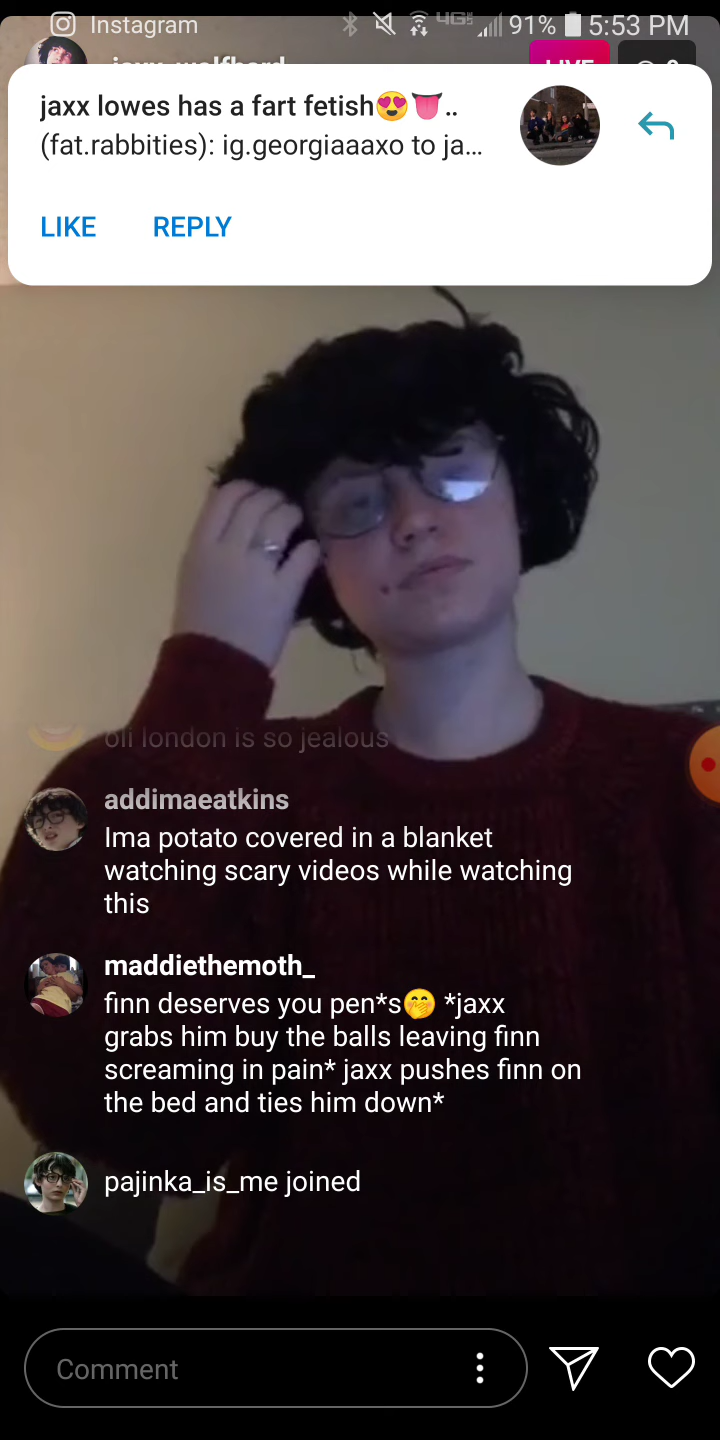 Instagram
4G
91%
5:53 PM
LIVE
jaxx lowes has a fart fetish😍👅..
(fat.rabbities): ig.georgiaaaxo to ja...
LIKE
REPLY
oli london is so jealous
addimaeatkins
Ima potato covered in a blanket
watching scary videos while watching
this
maddiethemoth_
finn deserves you pen*s🤭 *jaxx
grabs him buy the balls leaving finn
screaming in pain* jaxx pushes finn on
the bed and ties him down*
pajinka_is_me joined
Comment